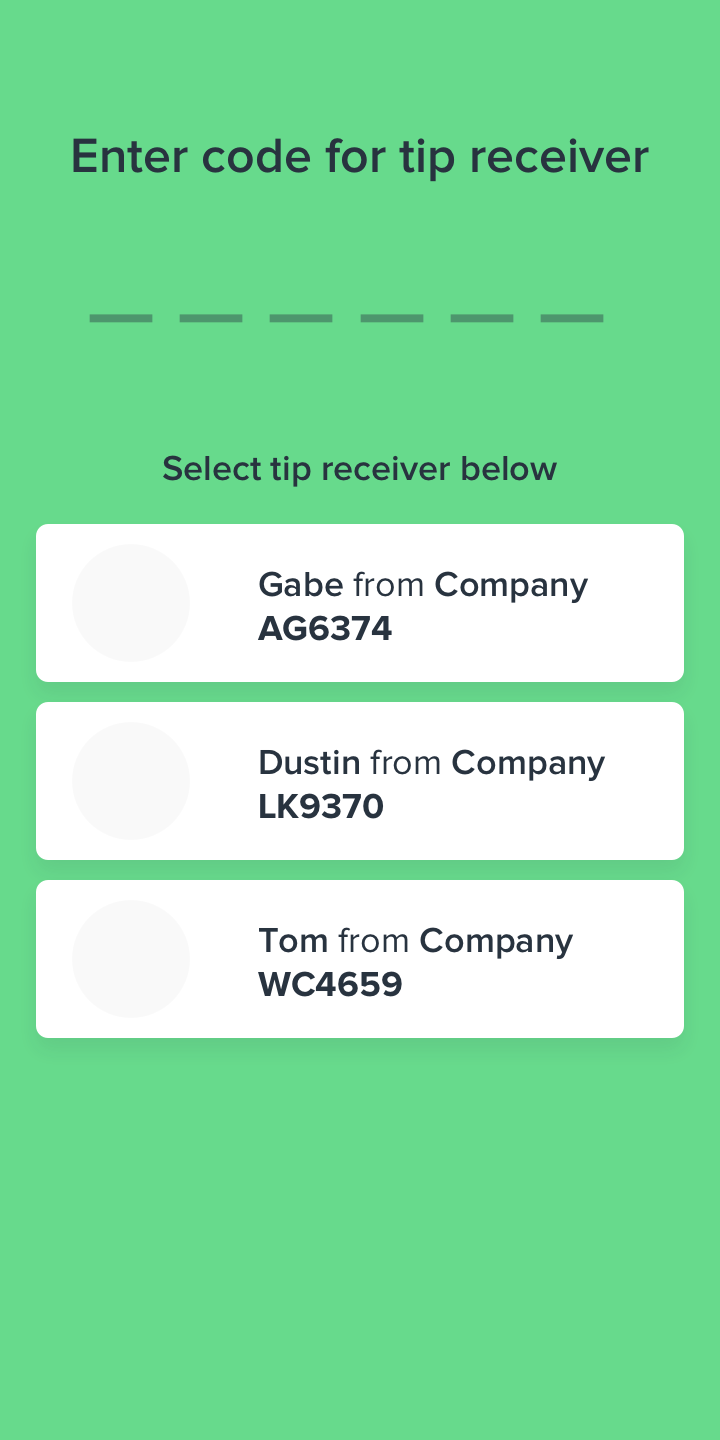 Enter code for tip receiver
Select tip receiver below
Gabe from Company
AG6374
Dustin from Company
LK9370
Tom from Company
WC4659